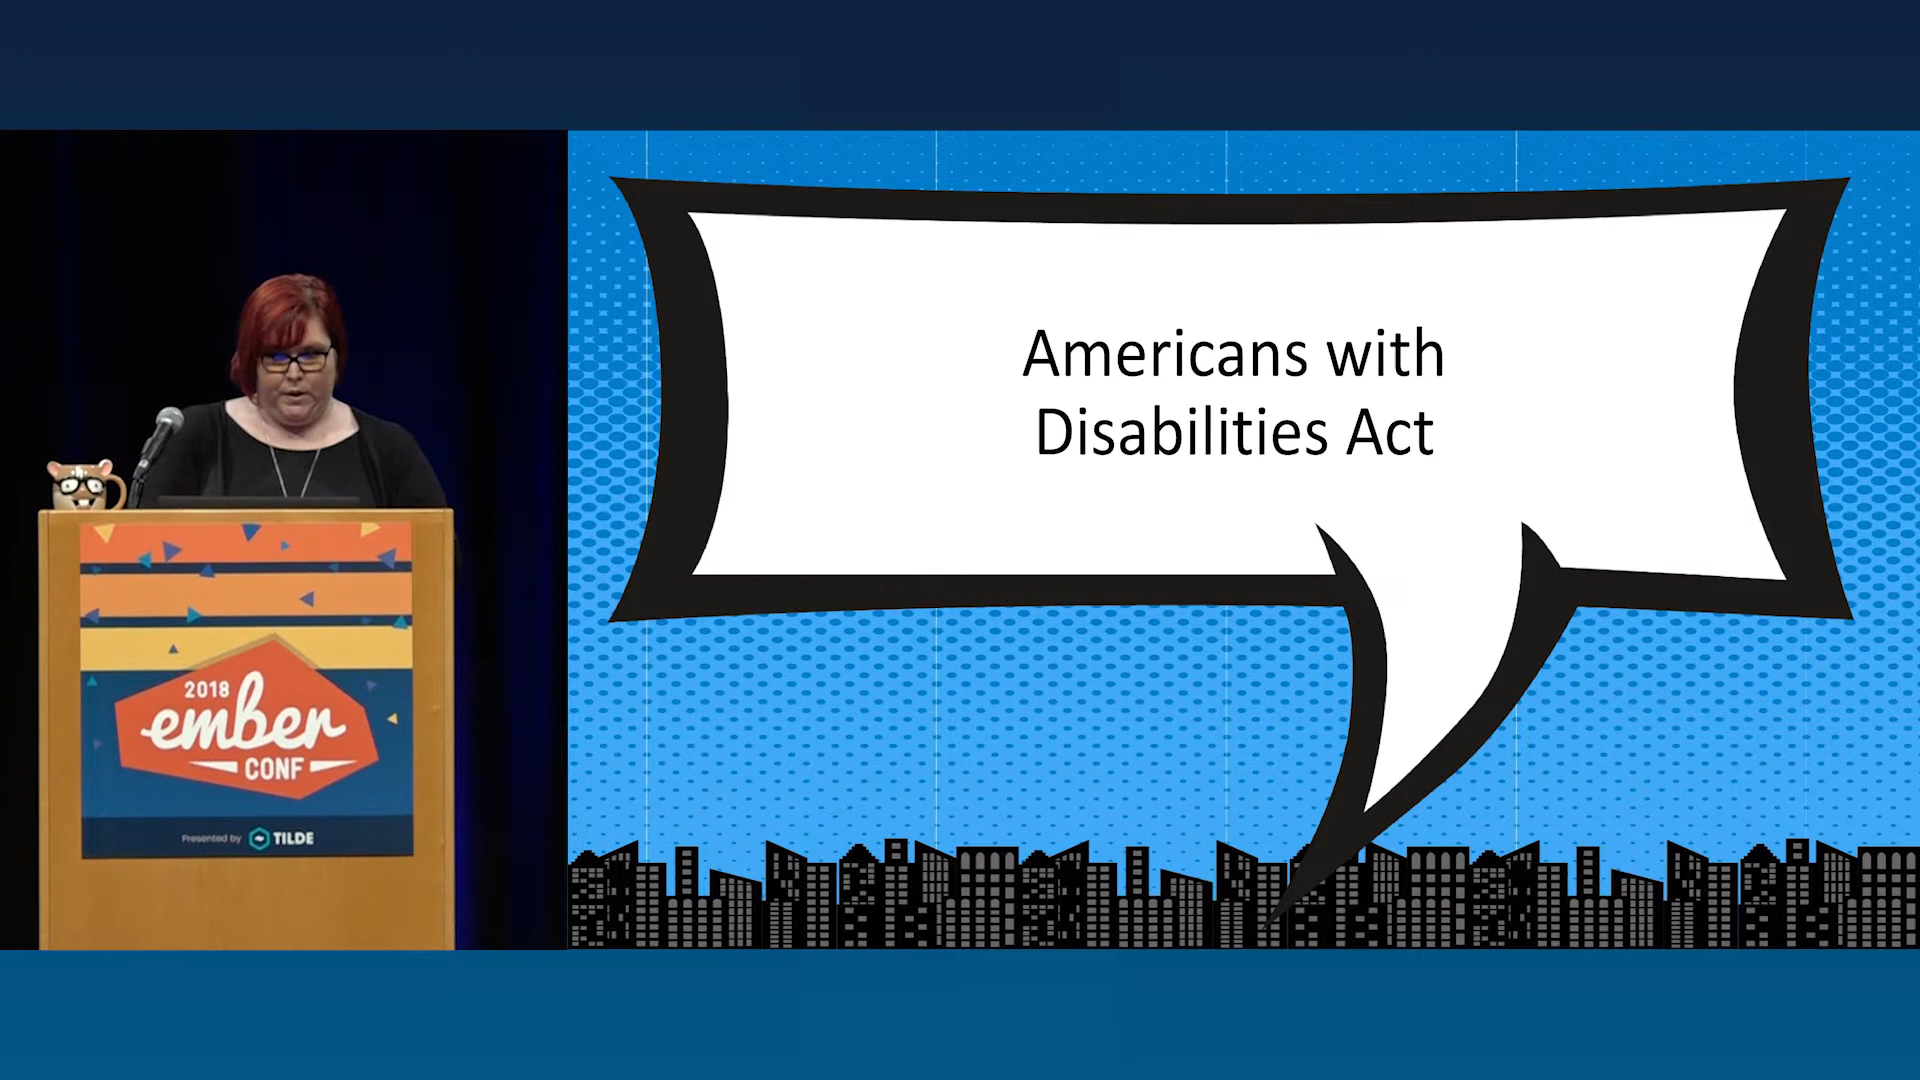 Americans with
Disabilities Act
2018
ember
CONF
Presented by TILDE